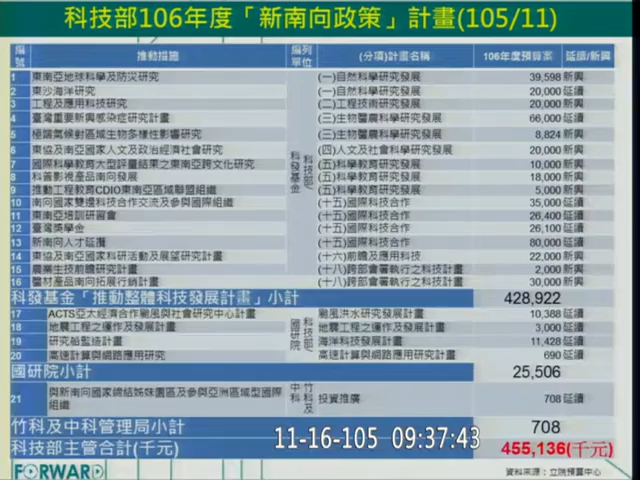 科技部106年度「新南向政策」計畫(105/11)
編號 推動措施 編列單位 (分項)計畫名稱 106年度預算案 延續/新興
1 東南亞地球科學及防災研究 (一)自然科學研究發展 39,598 新興
2 東沙海洋研究 (一)自然科學研究發展 20,000 延續
3 工程及應用科技研究 (二)工程技術研究發展 20,000 延續
4 臺灣重要新興感染症研究計畫 (三)生物醫農科學研究發展 66,000 延續
5 極端氣候對區域生物多樣性影響研究 (三)生物醫農科學研究發展 8,824 新興
6 東協及南亞國家人文及政治經濟社會研究 (四)人文及社會科學研究發展 20,000 延續
7 國際科學教育大型評量結果之東南亞跨文化研究 (五)科學教育研究發展 10,000 新興
8 科普影視產品南向發展 (五)科學教育研究發展 18,000 新興
9 推動工程教育CDIO東南亞區域聯盟組織 (五)科學教育研究發展 5,000 新興
10 南向國家雙邊科技合作交流及參與國際組織 (十五)國際科技合作 35,000 延續
11 東南亞培訓研習會 (十五)國際科技合作 26,400 延續
12 臺灣獎學金 (十五)國際科技合作 26,100 延續
13 新南向人才延攬 (十五)國際科技合作 80,000 延續
14 東協及南亞國家科研活動及展望研究計畫 (十六)前瞻及應用科技 22,000 新興
15 農業生技前瞻研究計畫 (十八)跨部會署執行之科技計畫 2,000 新興
16 醫材產品南向拓展行銷計畫 (十八)跨部會署執行之科技計畫 30,000 新興
科技部/科發基金
科發基金「推動整體科技發展計畫」小計 428,922
17 ACTS亞太經濟合作颱風與社會研究中心計畫 颱風洪水研究發展計畫 10,388 延續
18 地震工程之運作及發展計畫 地震工程之運作及發展計畫 3,000 延續
19 研究船監造計畫 海洋科技發展計畫 11,428 延續
20 高速計算與網路應用研究 高速計算與網路應用研究計畫 690 延續
科技部/國研院
國研院小計 25,506
21 與新南向國家締結姊妹園區及參與亞洲區域型國際組織 竹科及中科 投資推廣 708 延續
竹科及中科管理局小計 708
科技部主管合計(千元) 455,136(千元)
11-16-105 09:37:43
FORWARD
資料來源：立院預算中心